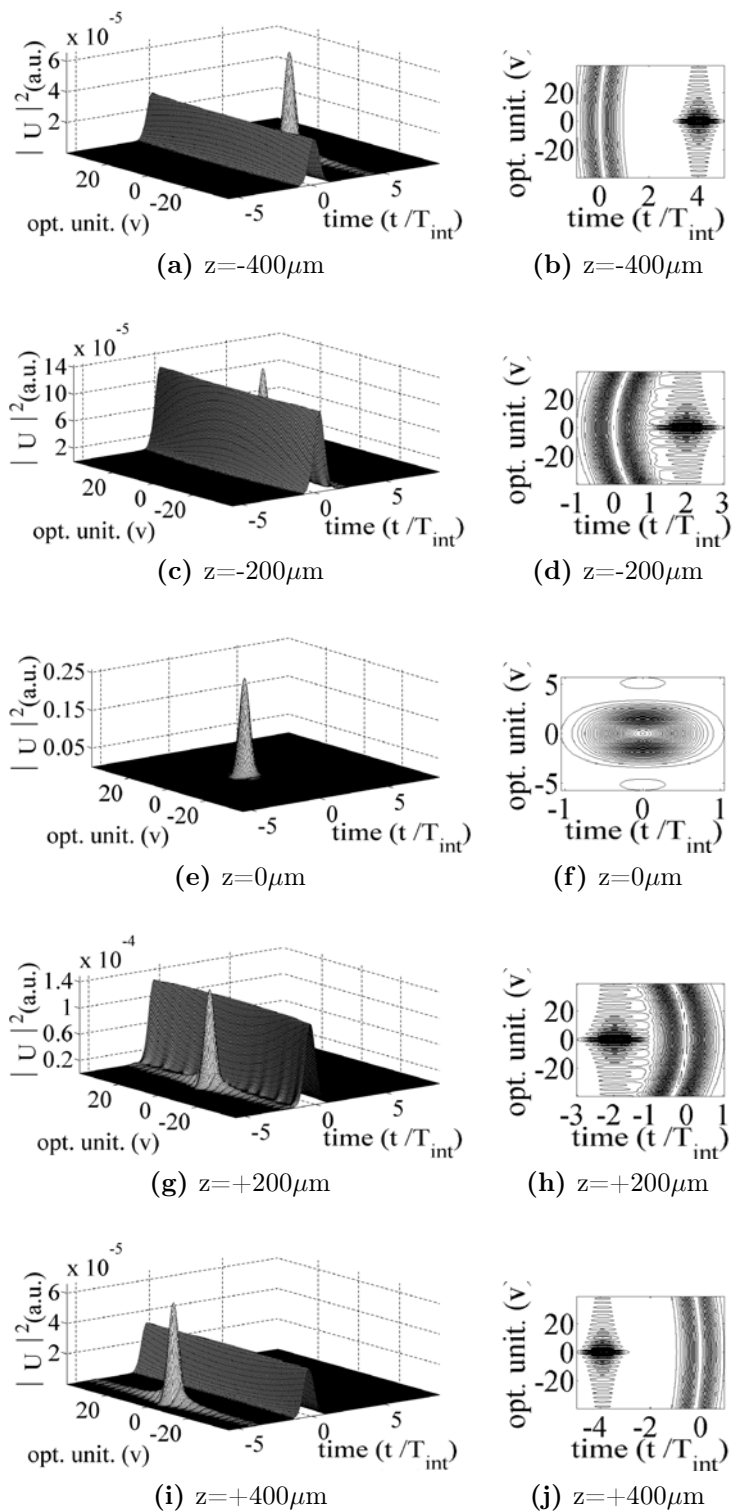 x 10^-5
6
4
2
| U |^2(a.u.)
20
0
-20
opt. unit. (v)
-5
0
5
time (t /T_int)
(a) z=-400μm
opt. unit. (v)
20
0
-20
0
2
4
time (t /T_int)
(b) z=-400μm
x 10^-5
14
10
6
2
| U |^2(a.u.)
20
0
-20
opt. unit. (v)
-5
0
5
time (t /T_int)
(c) z=-200μm
opt. unit. (v)
20
0
-20
-1
0
1
2
3
time (t /T_int)
(d) z=-200μm
0.25
0.15
0.05
| U |^2(a.u.)
20
0
-20
opt. unit. (v)
-5
0
5
time (t /T_int)
(e) z=0μm
opt. unit. (v)
5
0
-5
-1
0
1
time (t /T_int)
(f) z=0μm
x 10^-4
1.4
1
0.6
0.2
| U |^2(a.u.)
20
0
-20
opt. unit. (v)
-5
0
5
time (t /T_int)
(g) z=+200μm
opt. unit. (v)
20
0
-20
-3
-2
-1
0
1
time (t /T_int)
(h) z=+200μm
x 10^-5
6
4
2
| U |^2(a.u.)
20
0
-20
opt. unit. (v)
-5
0
5
time (t /T_int)
(i) z=+400μm
opt. unit. (v)
20
0
-20
-4
-2
0
time (t /T_int)
(j) z=+400μm